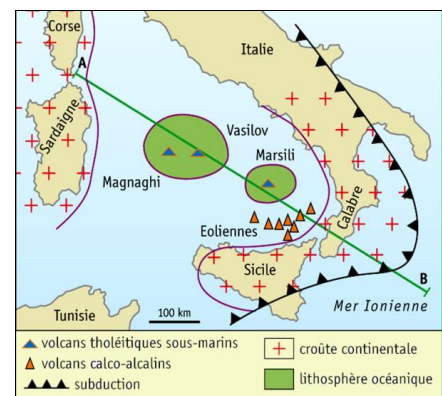 Corse
A
Italie
Sardaigne
Vasilov
Marsili
Magnaghi
Eoliennes
Calabre
Sicile
B
Mer Ionienne
Tunisie
100 km
volcans tholéitiques sous-marins
volcans calco-alcalins
subduction
croûte continentale
lithosphère océanique